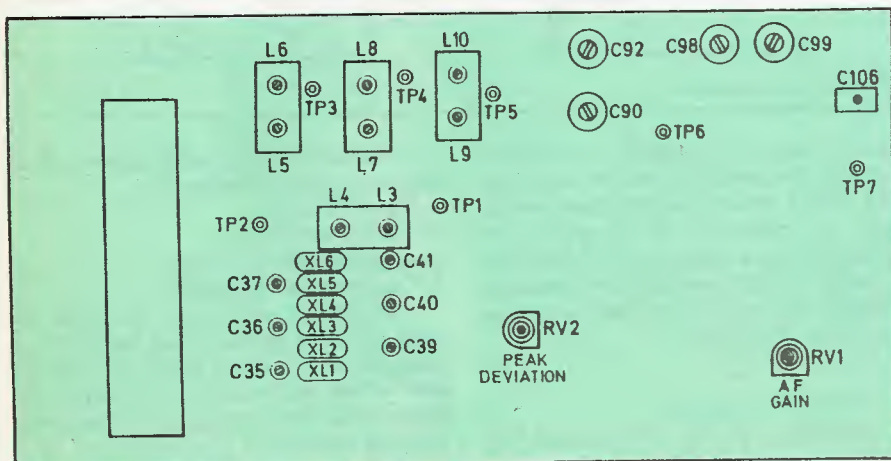 L6 L8 L10 C92 C98 C99
TP3 TP4 TP5 C106
C90 TP6
L5 L7 L9
TP7
L4 L3 TP1
TP2
XL6 C41
C37 XL5
XL4 C40
C36 XL3 RV2
XL2 C39 PEAK
DEVIATION
C35 XL1 RV1
AF
GAIN